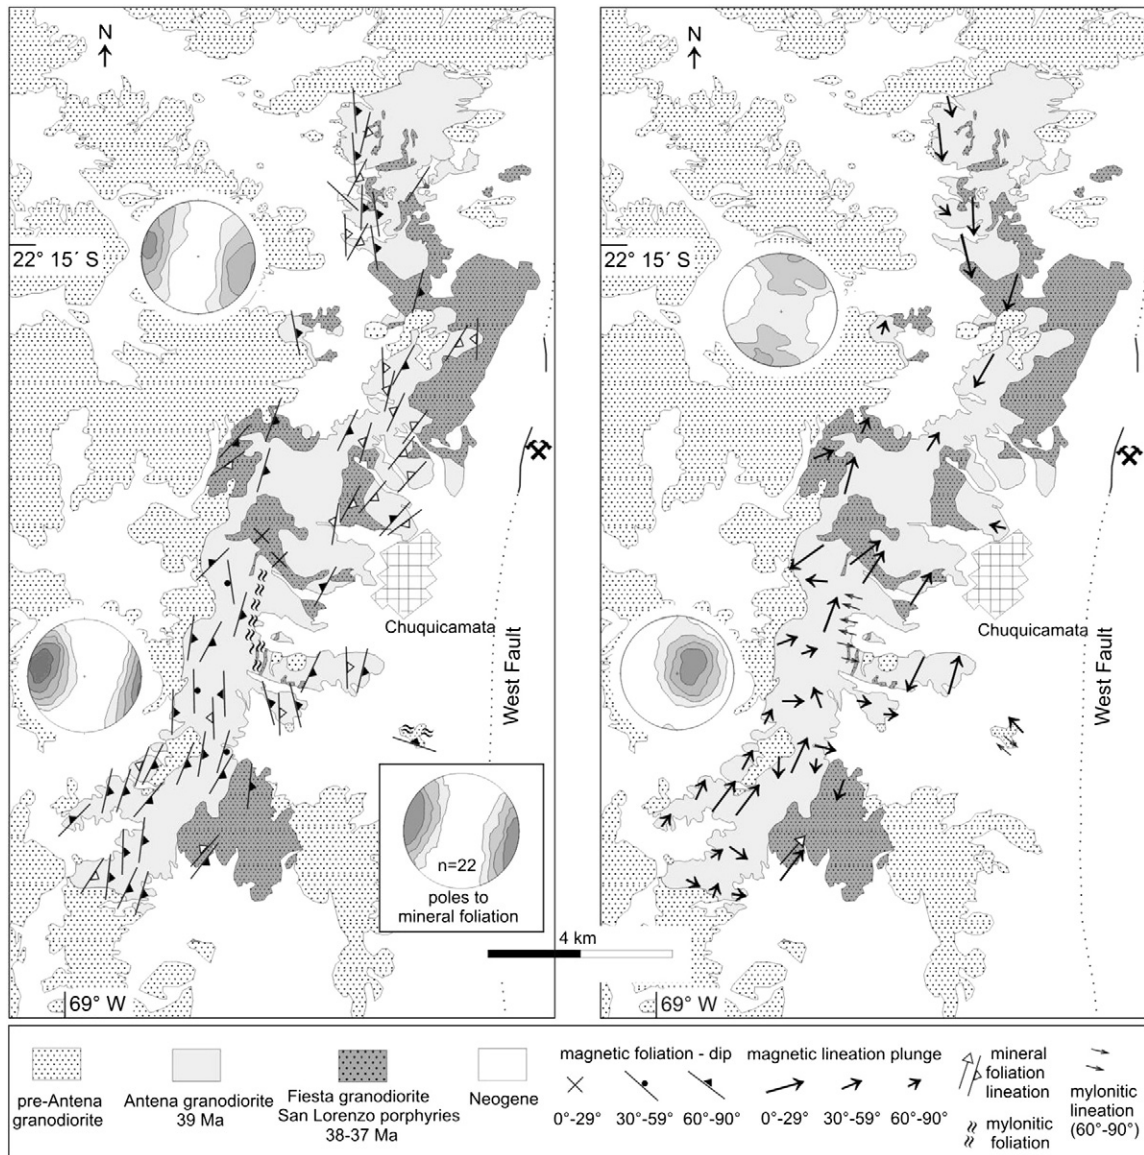 N
22° 15´ S
Chuquicamata
West Fault
n=22
poles to
mineral foliation
69° W
4 km
N
22° 15´ S
Chuquicamata
West Fault
69° W
pre-Antena
granodiorite
Antena granodiorite
39 Ma
Fiesta granodiorite
San Lorenzo porphyries
38-37 Ma
Neogene
magnetic foliation - dip
0°-29° 30°-59° 60°-90°
magnetic lineation plunge
0°-29° 30°-59° 60°-90°
mineral
foliation
lineation
mylonitic
foliation
mylonitic
lineation
(60°-90°)